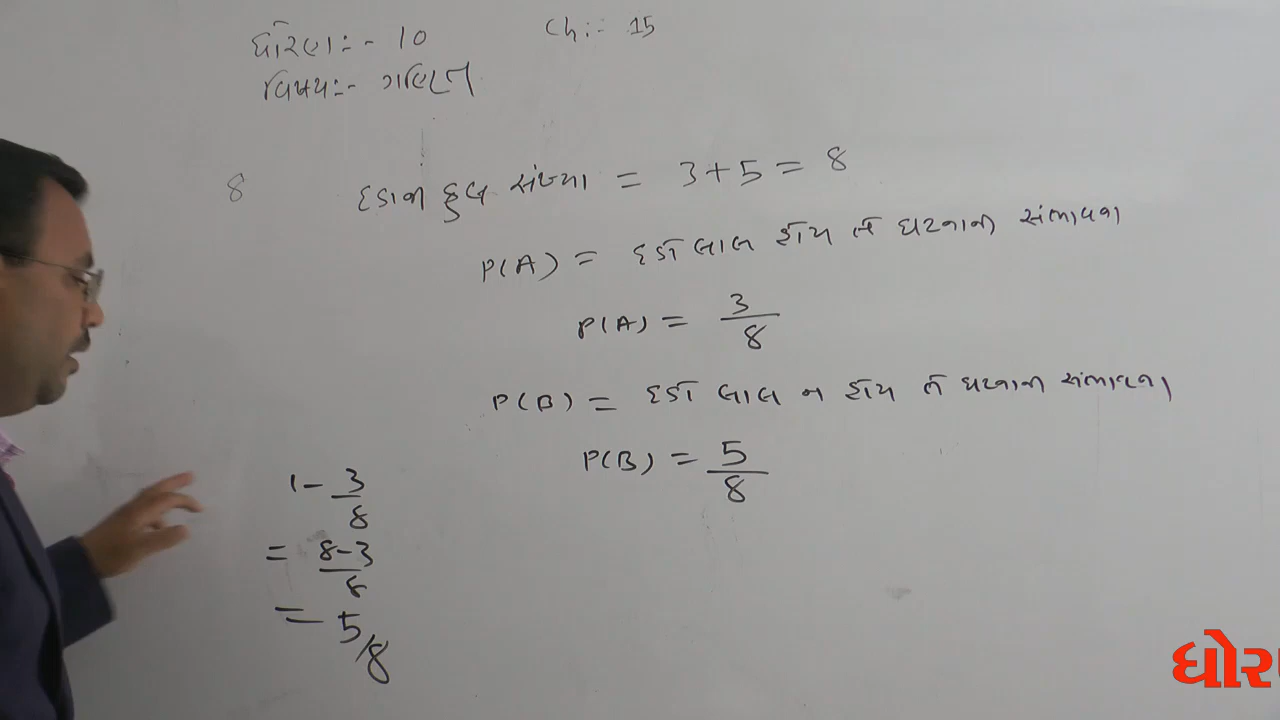 ધોરણ:- 10
Ch:- 15
વિષય:- ગણિત
8
દડાની કુલ સંખ્યા = 3+5 = 8
P(A) = દડો લાલ હોય તે ઘટનાની સંભાવના
P(A) = 3/8
P(B) = દડો લાલ ન હોય તે ઘટનાની સંભાવના
P(B) = 5/8
1 - 3/8
= 8-3/8
= 5/8
ધોર